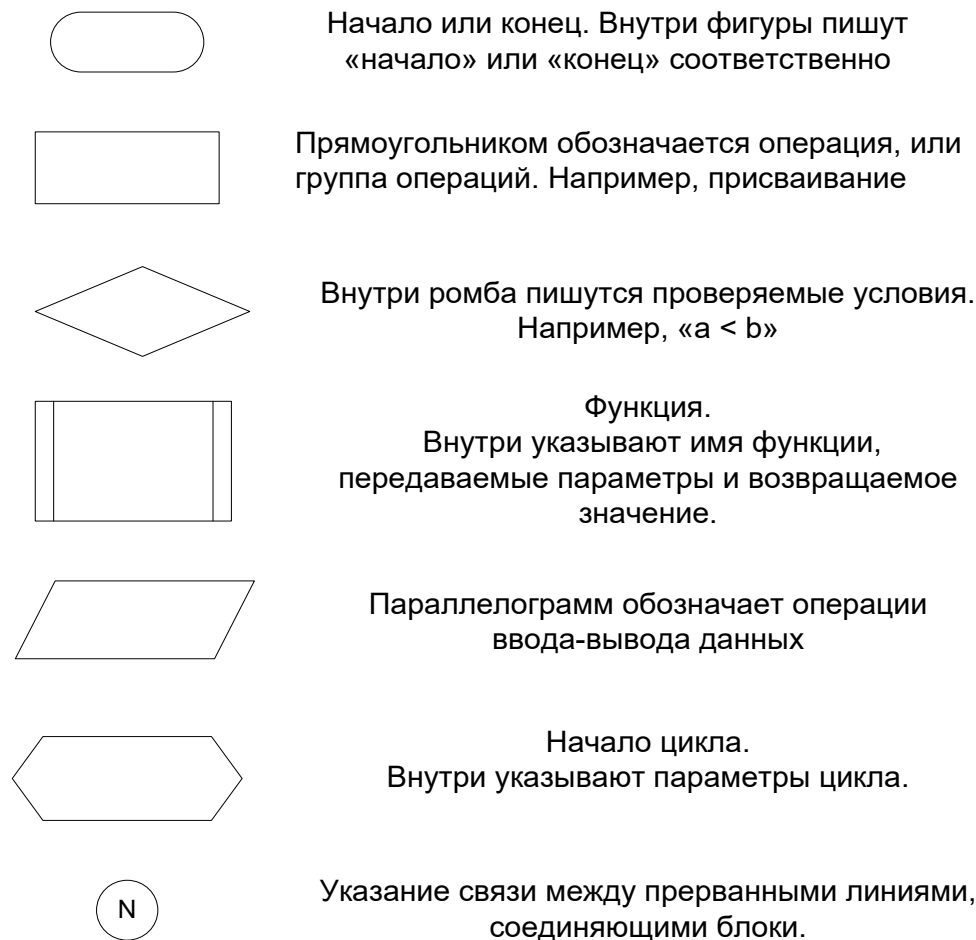 Начало или конец. Внутри фигуры пишут
«начало» или «конец» соответственно
Прямоугольником обозначается операция, или
группа операций. Например, присваивание
Внутри ромба пишутся проверяемые условия.
Например, «a < b»
Функция.
Внутри указывают имя функции,
передаваемые параметры и возвращаемое
значение.
Параллелограмм обозначает операции
ввода-вывода данных
Начало цикла.
Внутри указывают параметры цикла.
N
Указание связи между прерванными линиями,
соединяющими блоки.